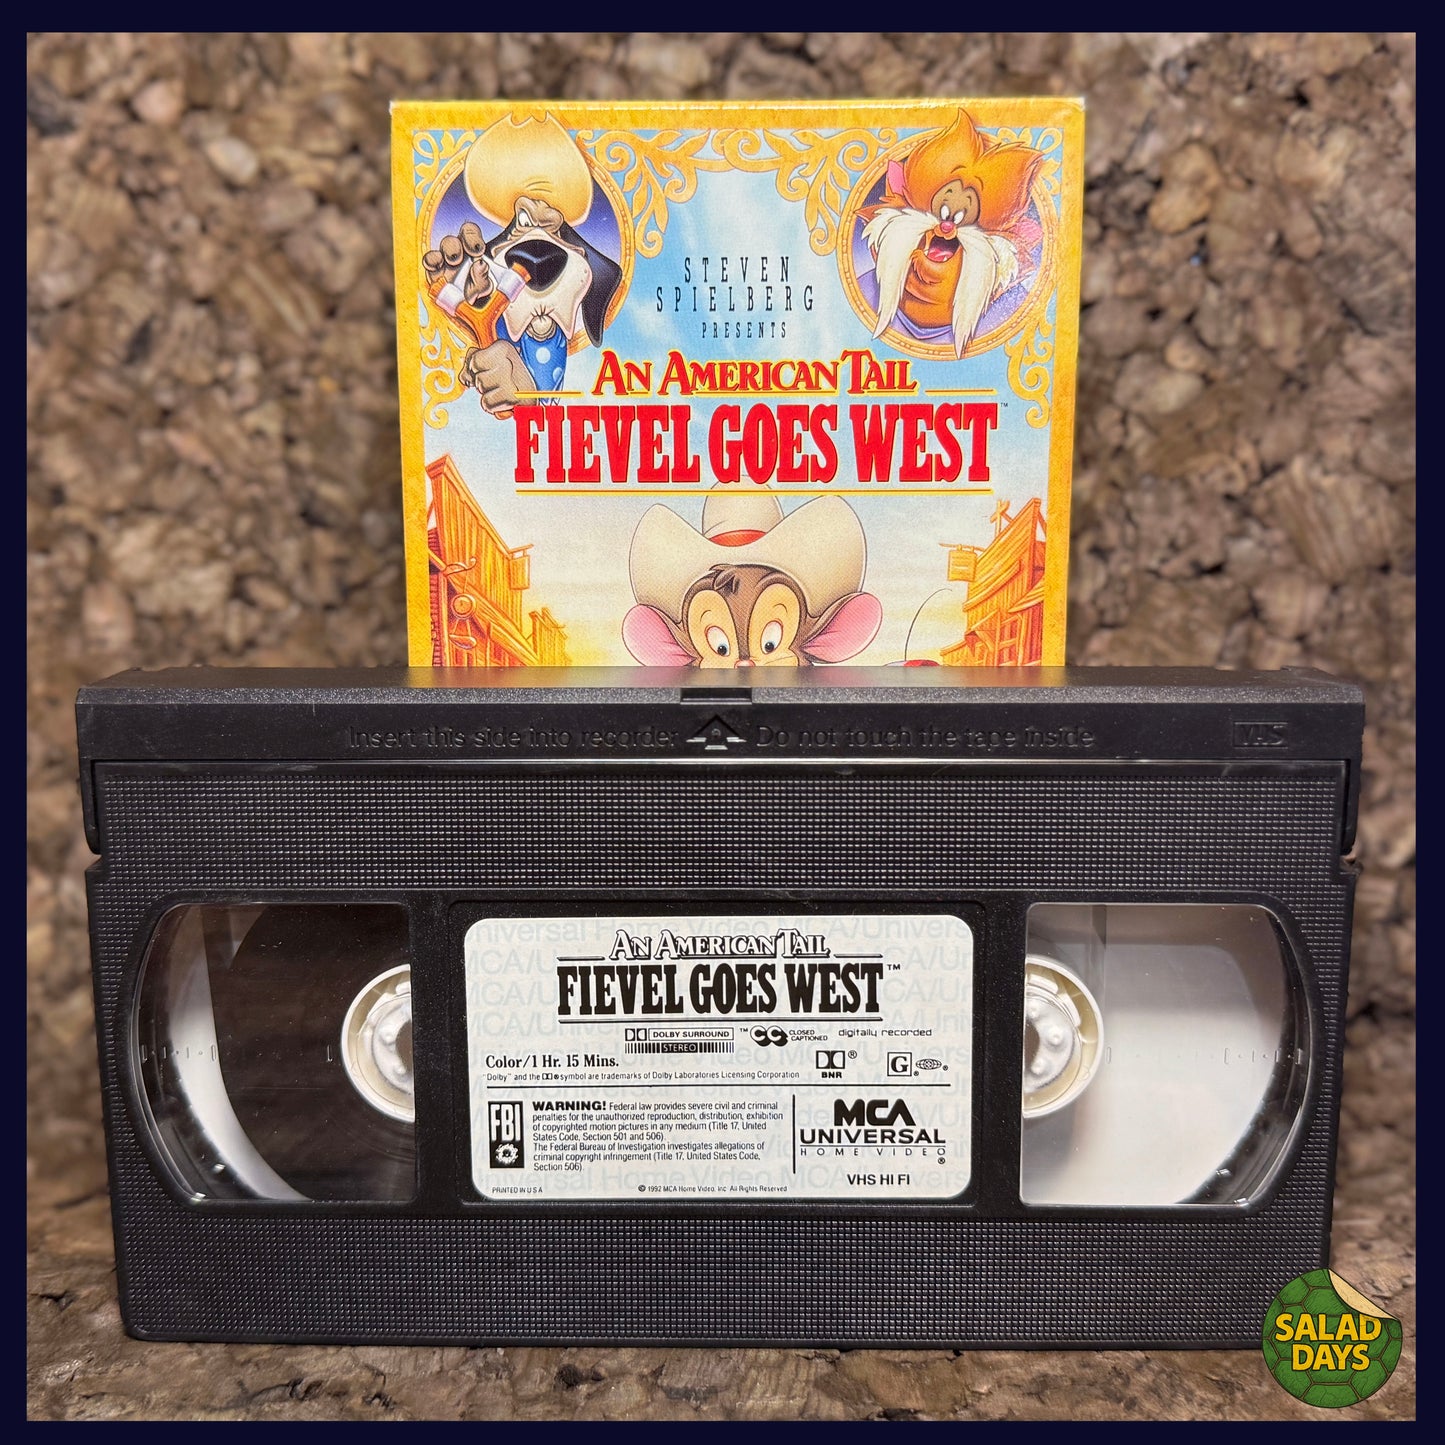 STEVEN
SPIELBERG
PRESENTS
AN AMERICAN TAIL
FIEVEL GOES WEST™
Insert this side into recorder Do not touch the tape inside VHS
AN AMERICAN TAIL
FIEVEL GOES WEST™
DOLBY SURROUND ™ CC CLOSED CAPTIONED digitally recorded
STEREO
Color/1 Hr. 15 Mins. ® G ® ®
BNR
"Dolby" and the ® symbol are trademarks of Dolby Laboratories Licensing Corporation
FBI
WARNING! Federal law provides severe civil and criminal
penalties for the unauthorized reproduction, distribution, exhibition
of copyrighted motion pictures in any medium (Title 17, United
States Code, Section 501 and 506).
The Federal Bureau of Investigation investigates allegations of
criminal copyright infringement (Title 17, United States Code,
Section 506).
MCA
UNIVERSAL
HOME VIDEO
®
VHS HI FI
PRINTED IN U S A
© 1992 MCA Home Video, Inc. All Rights Reserved
SALAD
DAYS